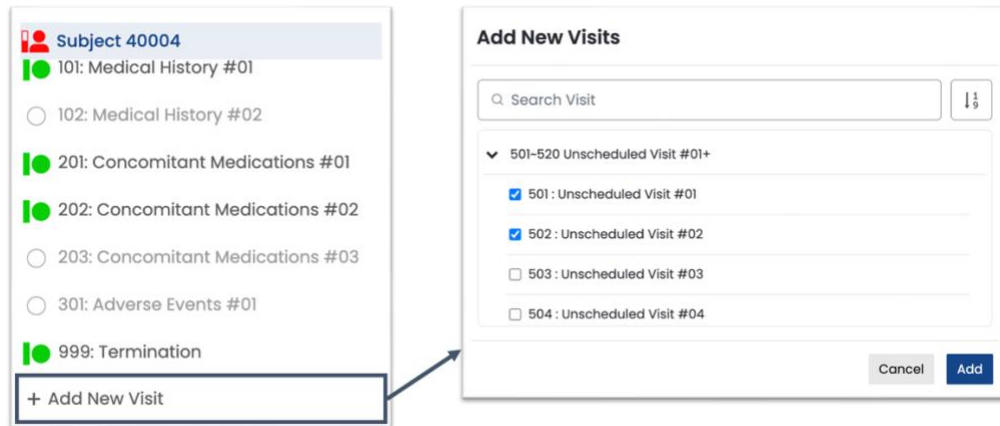 Subject 40004
101: Medical History #01
102: Medical History #02
201: Concomitant Medications #01
202: Concomitant Medications #02
203: Concomitant Medications #03
301: Adverse Events #01
999: Termination
+ Add New Visit
Add New Visits
Search Visit
1
9
501~520 Unscheduled Visit #01+
501 : Unscheduled Visit #01
502 : Unscheduled Visit #02
503 : Unscheduled Visit #03
504 : Unscheduled Visit #04
Cancel Add